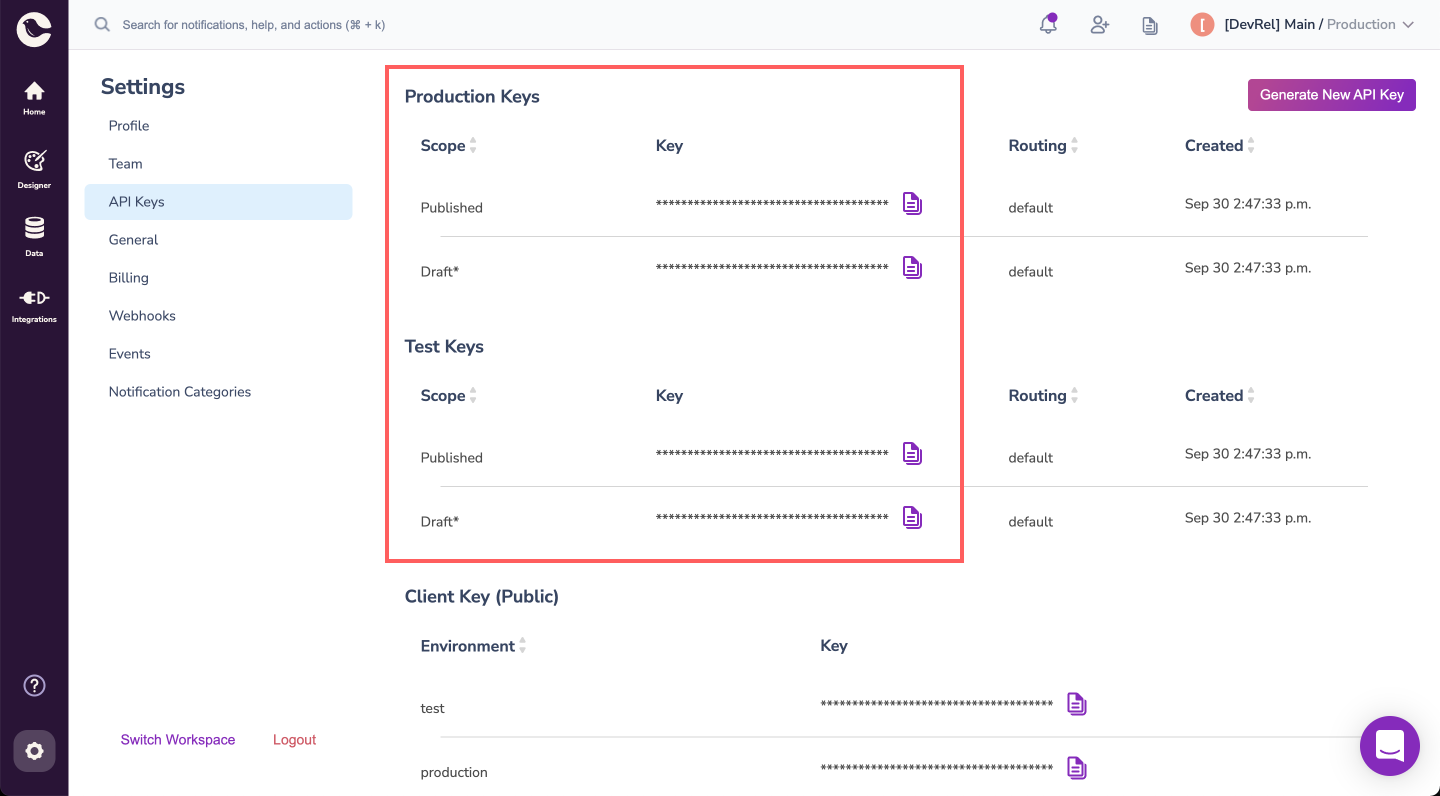 Search for notifications, help, and actions (⌘ + k)
[ [DevRel] Main / Production
Home
Designer
Data
Integrations
Settings
Profile
Team
API Keys
General
Billing
Webhooks
Events
Notification Categories
Switch Workspace Logout
Production Keys
Generate New API Key
Scope Key Routing Created
Published ************************************* default Sep 30 2:47:33 p.m.
Draft* ************************************* default Sep 30 2:47:33 p.m.
Test Keys
Scope Key Routing Created
Published ************************************* default Sep 30 2:47:33 p.m.
Draft* ************************************* default Sep 30 2:47:33 p.m.
Client Key (Public)
Environment Key
test *************************************
production *************************************